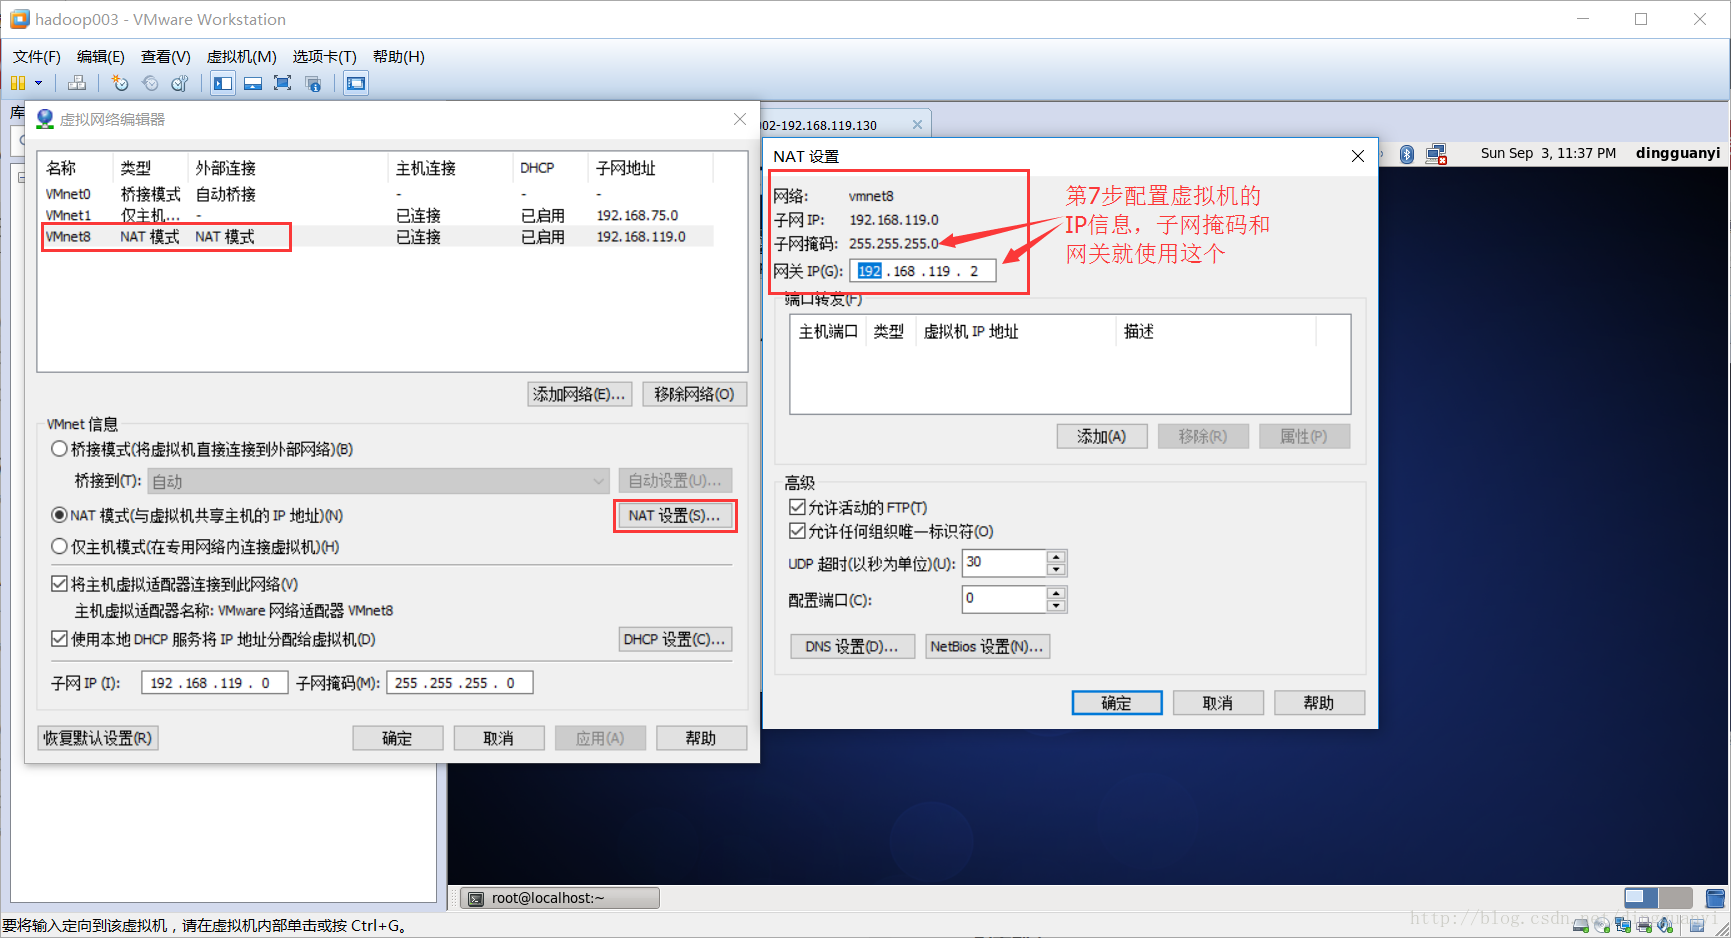 hadoop003 - VMware Workstation
文件(F) 编辑(E) 查看(V) 虚拟机(M) 选项卡(T) 帮助(H)
库
虚拟网络编辑器
名称 类型 外部连接 主机连接 DHCP 子网地址
VMnet0 桥接模式 自动桥接 - - -
VMnet1 仅主机... - 已连接 已启用 192.168.75.0
VMnet8 NAT 模式 NAT 模式 已连接 已启用 192.168.119.0
添加网络(E)... 移除网络(O)
VMnet 信息
桥接模式(将虚拟机直接连接到外部网络)(B)
桥接到(T): 自动 自动设置(U)...
NAT 模式(与虚拟机共享主机的 IP 地址)(N) NAT 设置(S)...
仅主机模式(在专用网络内连接虚拟机)(H)
将主机虚拟适配器连接到此网络(V)
主机虚拟适配器名称: VMware 网络适配器 VMnet8
使用本地 DHCP 服务将 IP 地址分配给虚拟机(D) DHCP 设置(C)...
子网 IP (I): 192 . 168 . 119 . 0 子网掩码(M): 255 . 255 . 255 . 0
恢复默认设置(R) 确定 取消 应用(A) 帮助
002-192.168.119.130
Sun Sep 3, 11:37 PM dingguanyi
NAT 设置
网络: vmnet8
子网 IP: 192.168.119.0
子网掩码: 255.255.255.0
网关 IP(G): 192 . 168 . 119 . 2
第7步配置虚拟机的
IP信息，子网掩码和
网关就使用这个
端口转发(F)
主机端口 类型 虚拟机 IP 地址 描述
添加(A) 移除(R) 属性(P)
高级
允许活动的 FTP(T)
允许任何组织唯一标识符(O)
UDP 超时(以秒为单位)(U): 30
配置端口(C): 0
DNS 设置(D)... NetBios 设置(N)...
确定 取消 帮助
root@localhost:~
要将输入定向到该虚拟机，请在虚拟机内部单击或按 Ctrl+G。
http://blog.csdn.net/dingguanyi